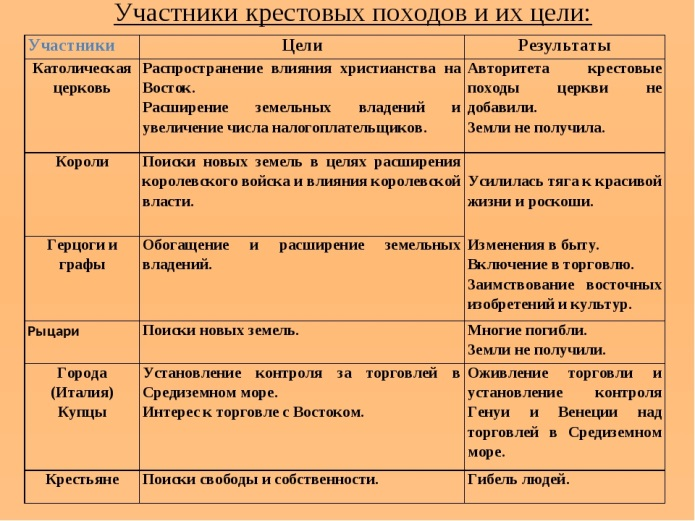 Участники крестовых походов и их цели:
Участники Цели Результаты
Католическая
церковь
Распространение влияния христианства на
Восток.
Расширение земельных владений и
увеличение числа налогоплательщиков.
Авторитета крестовые
походы церкви не
добавили.
Земли не получила.
Короли
Поиски новых земель в целях расширения
королевского войска и влияния королевской
власти.
Усилилась тяга к красивой
жизни и роскоши.
Герцоги и
графы
Обогащение и расширение земельных
владений.
Изменения в быту.
Включение в торговлю.
Заимствование восточных
изобретений и культур.
Рыцари
Поиски новых земель.
Многие погибли.
Земли не получили.
Города
(Италия)
Купцы
Установление контроля за торговлей в
Средиземном море.
Интерес к торговле с Востоком.
Оживление торговли и
установление контроля
Генуи и Венеции над
торговлей в Средиземном
море.
Крестьяне
Поиски свободы и собственности.
Гибель людей.